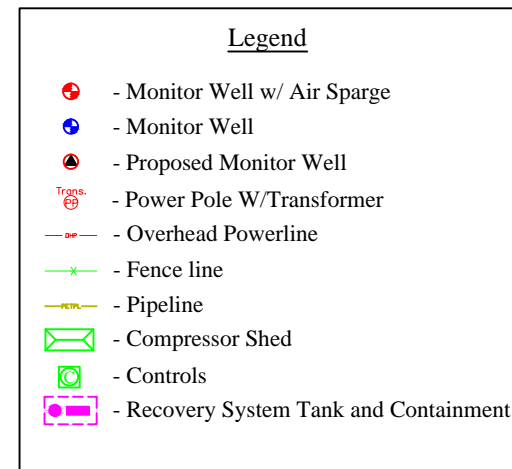 Legend
- Monitor Well w/ Air Sparge
- Monitor Well
- Proposed Monitor Well
Trans.
PP
- Power Pole W/Transformer
OHP
- Overhead Powerline
X
- Fence line
PETPL
- Pipeline
- Compressor Shed
C
- Controls
- Recovery System Tank and Containment